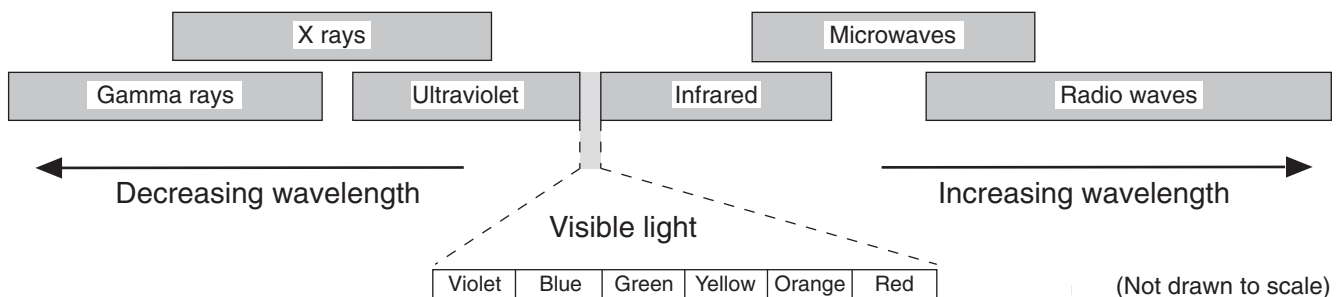 X rays Microwaves
Gamma rays Ultraviolet Infrared Radio waves
Decreasing wavelength Increasing wavelength
Visible light
Violet Blue Green Yellow Orange Red (Not drawn to scale)